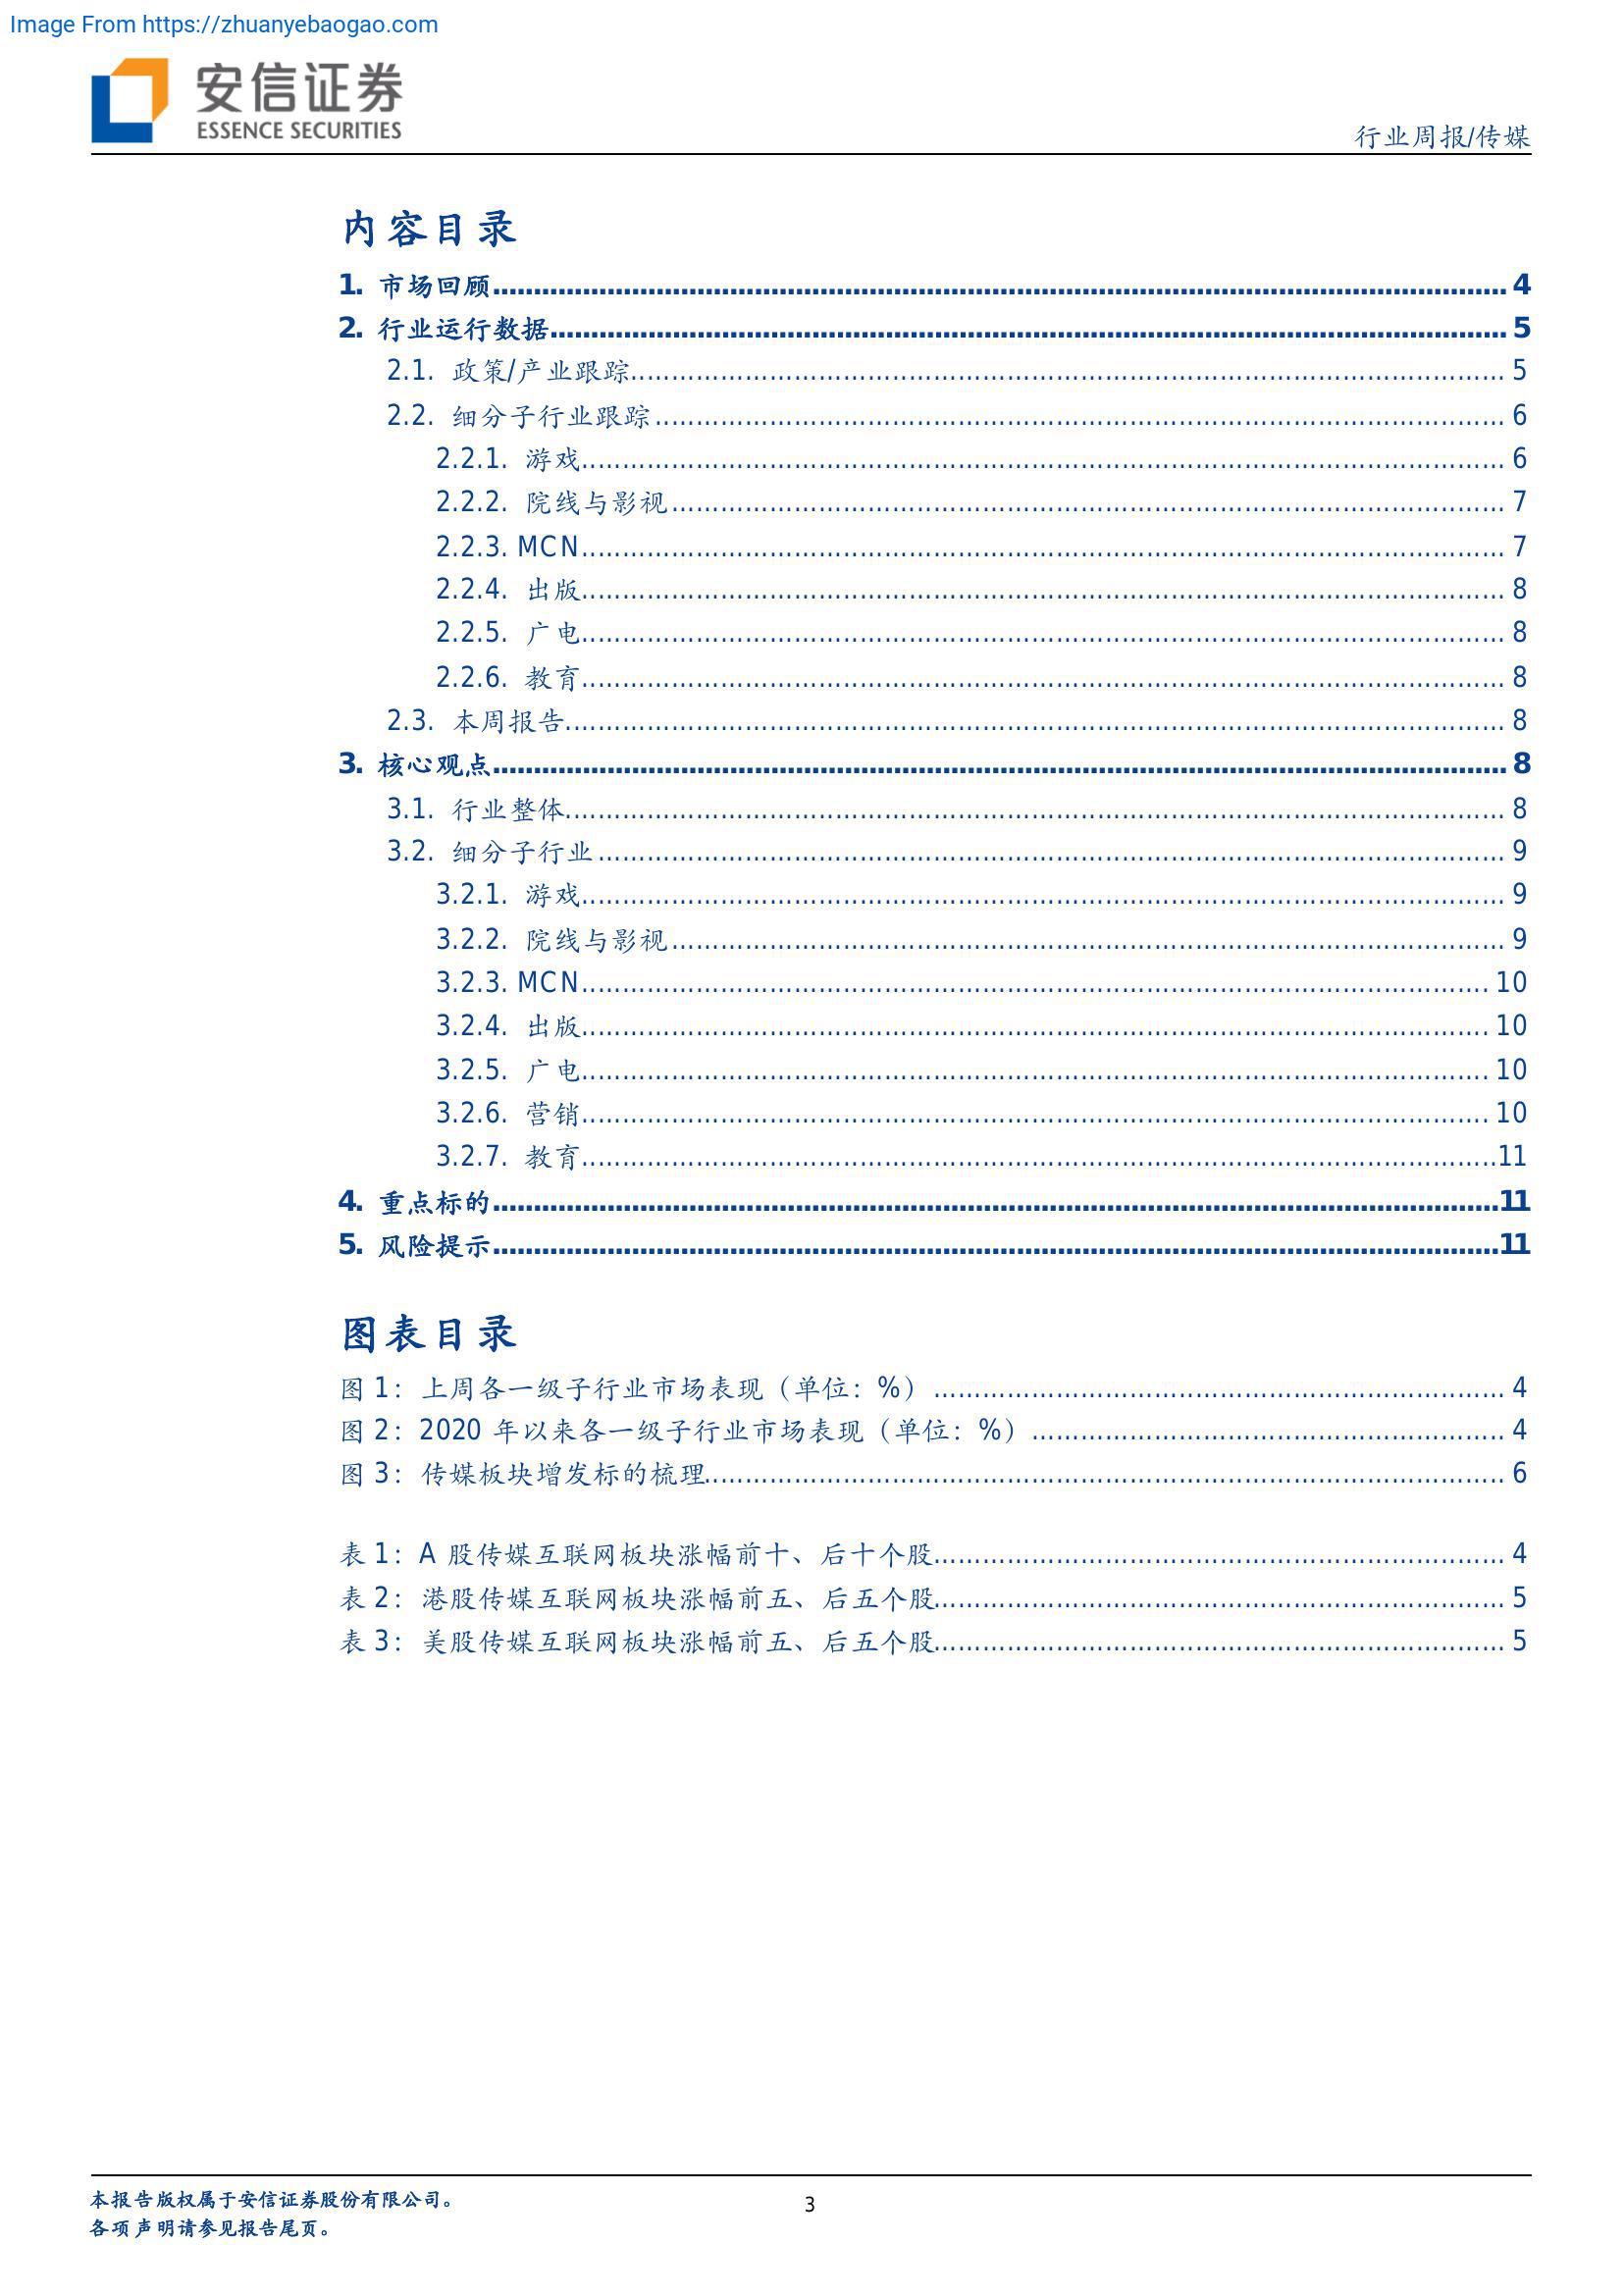 Image From https://zhuanyebaogao.com
安信证券
ESSENCE SECURITIES
行业周报/传媒
内容目录
1. 市场回顾 4
2. 行业运行数据 5
2.1. 政策/产业跟踪 5
2.2. 细分子行业跟踪 6
2.2.1. 游戏 6
2.2.2. 院线与影视 7
2.2.3. MCN 7
2.2.4. 出版 8
2.2.5. 广电 8
2.2.6. 教育 8
2.3. 本周报告 8
3. 核心观点 8
3.1. 行业整体 8
3.2. 细分子行业 9
3.2.1. 游戏 9
3.2.2. 院线与影视 9
3.2.3. MCN 10
3.2.4. 出版 10
3.2.5. 广电 10
3.2.6. 营销 10
3.2.7. 教育 11
4. 重点标的 11
5. 风险提示 11
图表目录
图 1：上周各一级子行业市场表现（单位：%） 4
图 2：2020 年以来各一级子行业市场表现（单位：%） 4
图 3：传媒板块增发标的梳理 6
表 1：A 股传媒互联网板块涨幅前十、后十个股 4
表 2：港股传媒互联网板块涨幅前五、后五个股 5
表 3：美股传媒互联网板块涨幅前五、后五个股 5
本报告版权属于安信证券股份有限公司。
各项声明请参见报告尾页。
3